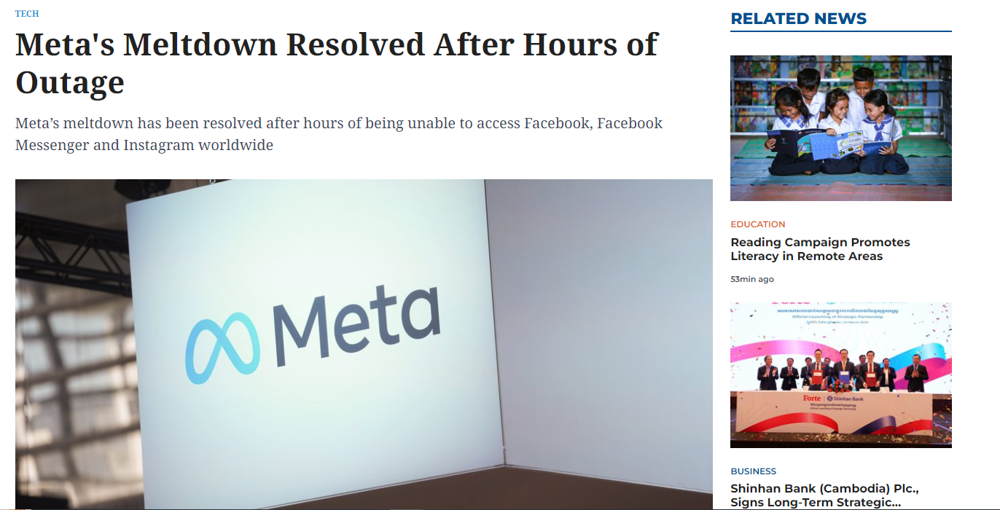 TECH
Meta's Meltdown Resolved After Hours of
Outage
Meta’s meltdown has been resolved after hours of being unable to access Facebook, Facebook
Messenger and Instagram worldwide
Meta
RELATED NEWS
EDUCATION
Reading Campaign Promotes
Literacy in Remote Areas
53min ago
Official Launching of Strategic Partnership
Forte | Shinhan Bank
Official Launching of Strategic Partnership
BUSINESS
Shinhan Bank (Cambodia) Plc.,
Signs Long-Term Strategic...